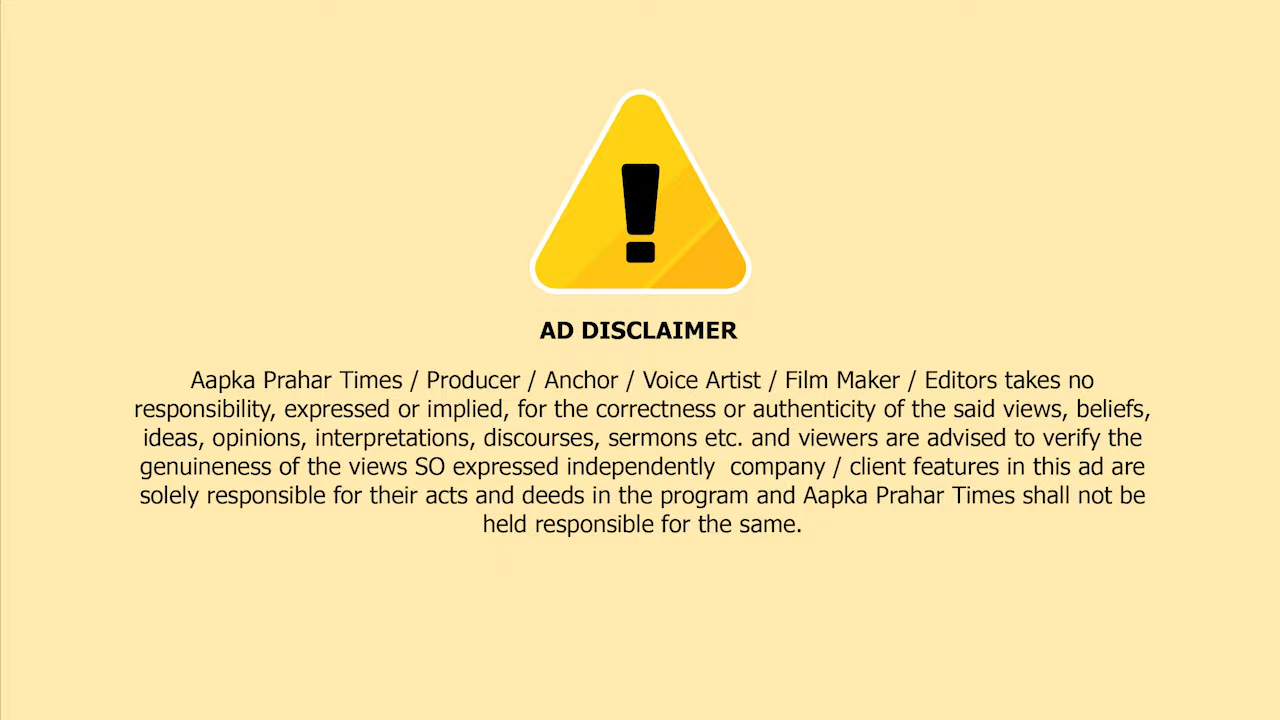 AD DISCLAIMER
Aapka Prahar Times / Producer / Anchor / Voice Artist / Film Maker / Editors takes no
responsibility, expressed or implied, for the correctness or authenticity of the said views, beliefs,
ideas, opinions, interpretations, discourses, sermons etc. and viewers are advised to verify the
genuineness of the views SO expressed independently  company / client features in this ad are
solely responsible for their acts and deeds in the program and Aapka Prahar Times shall not be
held responsible for the same.